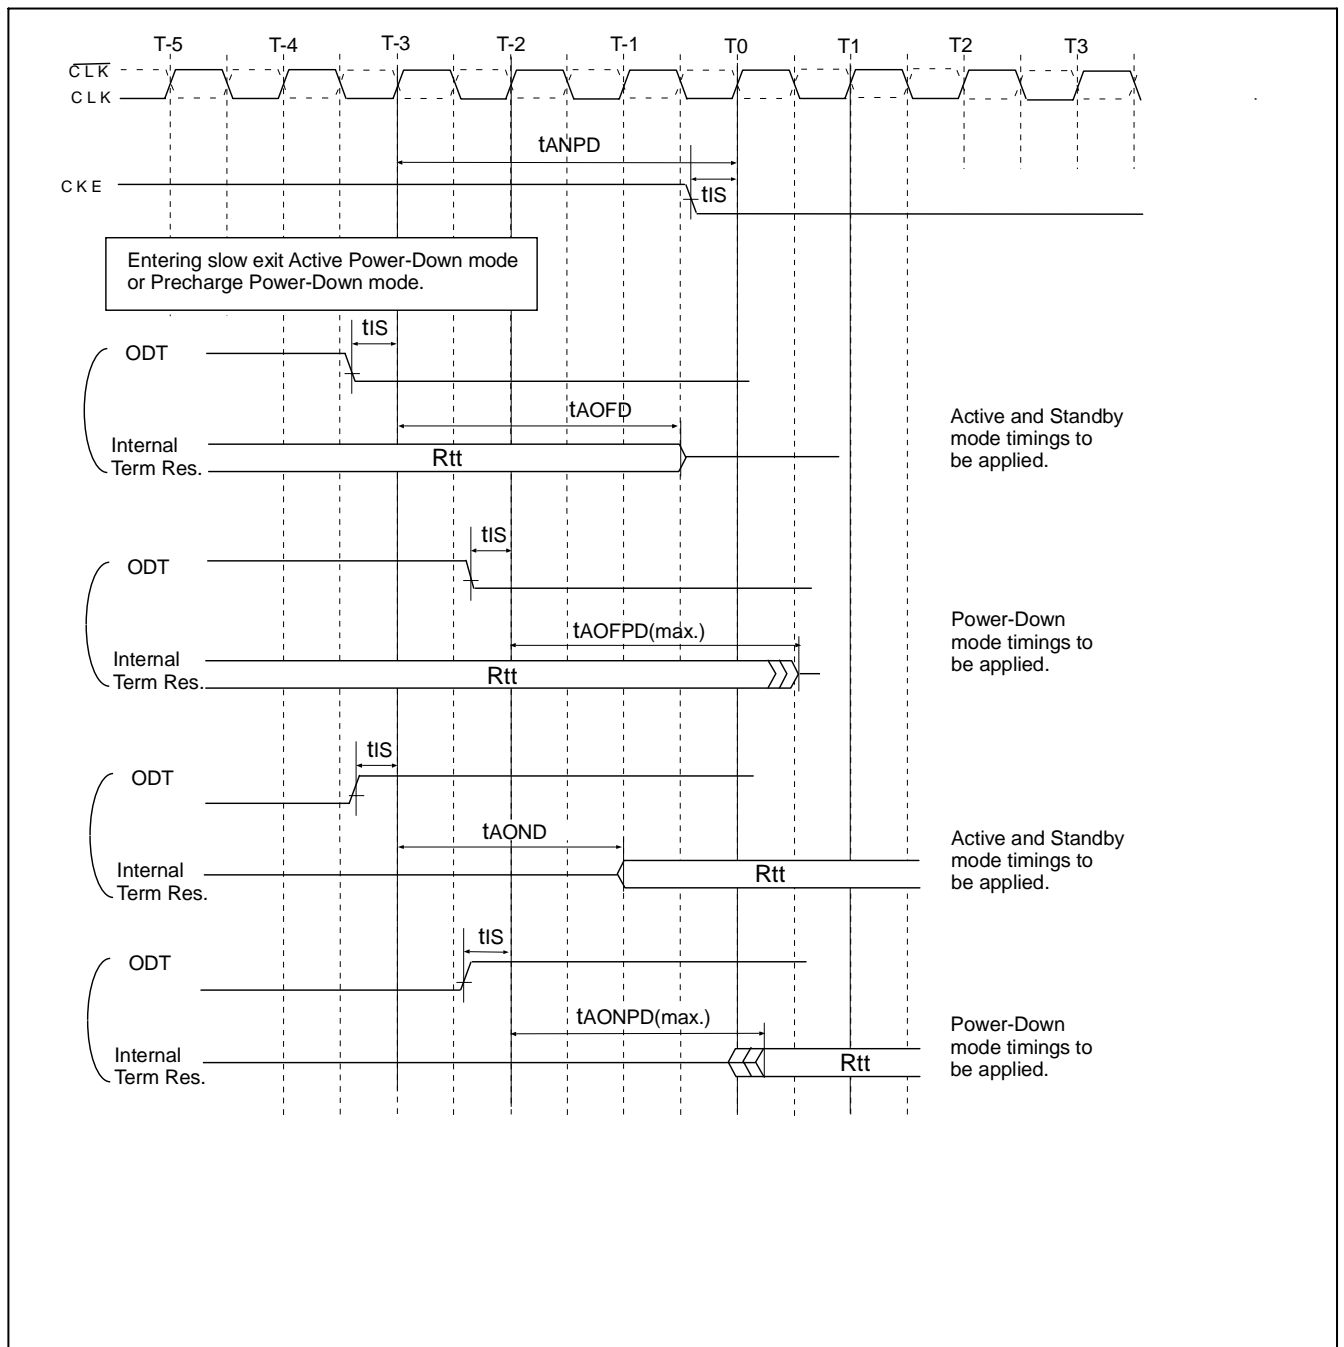 T-5 T-4 T-3 T-2 T-1 T0 T1 T2 T3
CLK
CLK
tANPD
CKE
tIS
Entering slow exit Active Power-Down mode
or Precharge Power-Down mode.
tIS
ODT
tAOFD
Internal
Term Res.
Rtt
Active and Standby
mode timings to
be applied.
tIS
ODT
tAOFPD(max.)
Internal
Term Res.
Rtt
Power-Down
mode timings to
be applied.
tIS
ODT
tAOND
Internal
Term Res.
Rtt
Active and Standby
mode timings to
be applied.
tIS
ODT
tAONPD(max.)
Internal
Term Res.
Rtt
Power-Down
mode timings to
be applied.